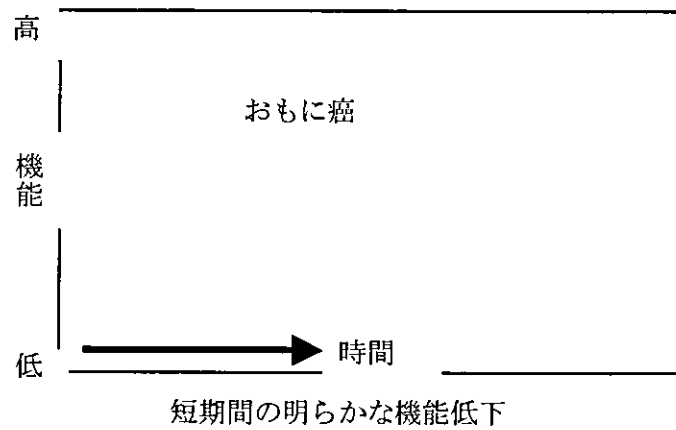 高
おもに癌
機能
低
時間
短期間の明らかな機能低下